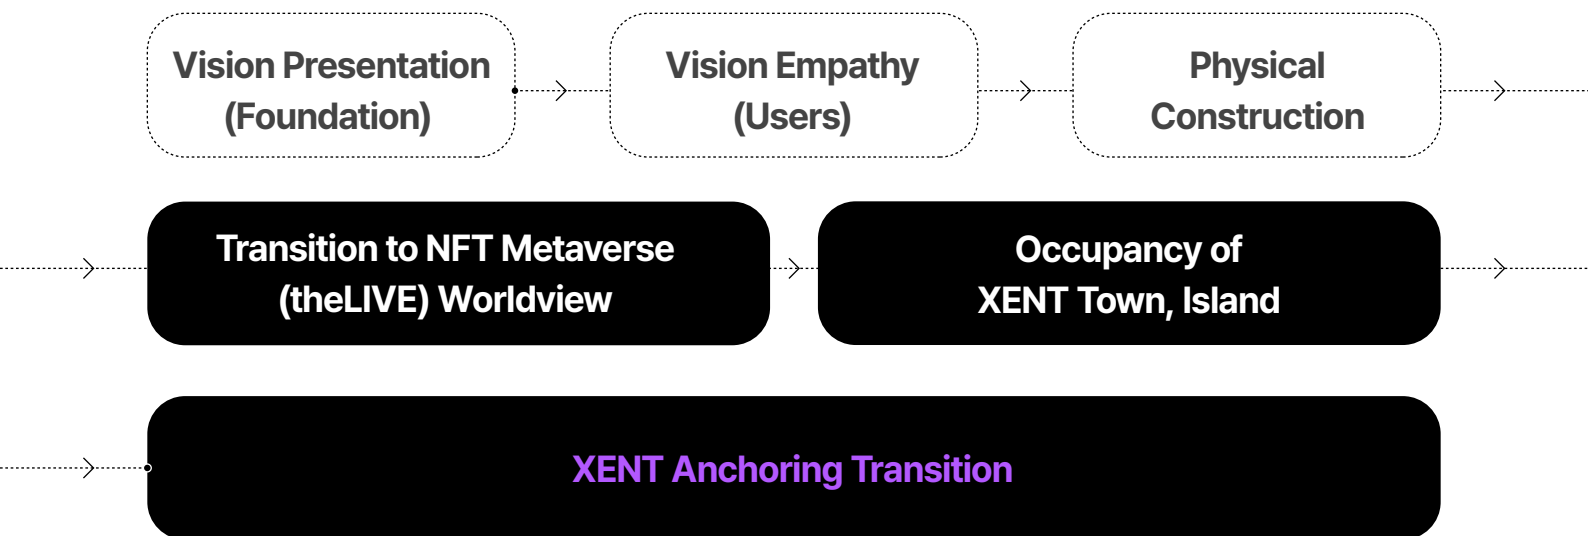 Vision Presentation
(Foundation)
Vision Empathy
(Users)
Physical
Construction
Transition to NFT Metaverse
(theLIVE) Worldview
Occupancy of
XENT Town, Island
XENT Anchoring Transition